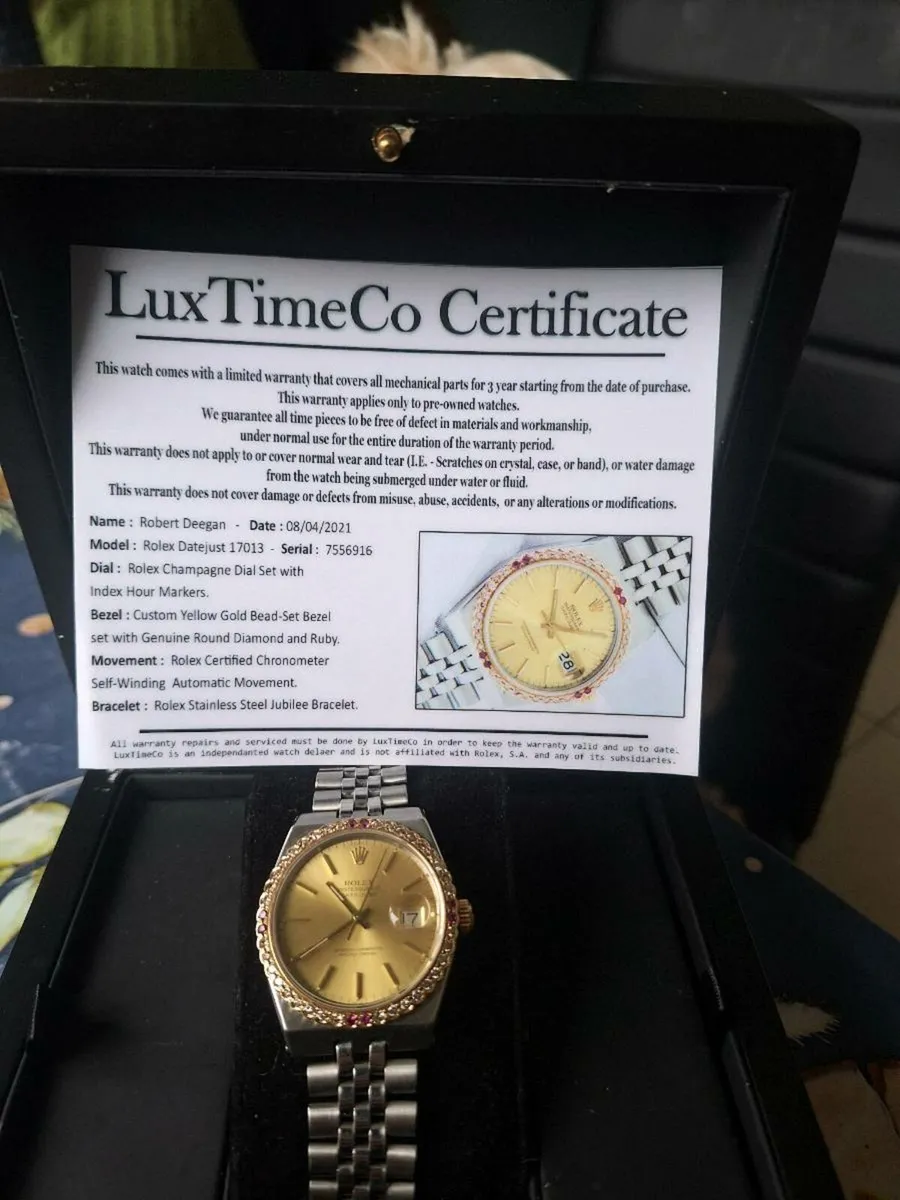 LuxTimeCo Certificate
This watch comes with a limited warranty that covers all mechanical parts for 3 year starting from the date of purchase.
This warranty applies only to pre-owned watches.
We guarantee all time pieces to be free of defect in materials and workmanship,
under normal use for the entire duration of the warranty period.
This warranty does not apply to or cover normal wear and tear (I.E. - Scratches on crystal, case, or band), or water damage
from the watch being submerged under water or fluid.
This warranty does not cover damage or defects from misuse, abuse, accidents, or any alterations or modifications.
Name : Robert Deegan - Date : 08/04/2021
Model : Rolex Datejust 17013 - Serial : 7556916
Dial : Rolex Champagne Dial Set with
Index Hour Markers.
Bezel : Custom Yellow Gold Bead-Set Bezel
set with Genuine Round Diamond and Ruby.
Movement : Rolex Certified Chronometer
Self-Winding Automatic Movement.
Bracelet : Rolex Stainless Steel Jubilee Bracelet.
ROLEX
28
All warranty repairs and serviced must be done by LuxTimeCo in order to keep the warranty valid and up to date.
LuxTimeCo is an independanted watch delaer and is not affiliated with Rolex, S.A. and any of its subsidiaries.
ROLEX
17